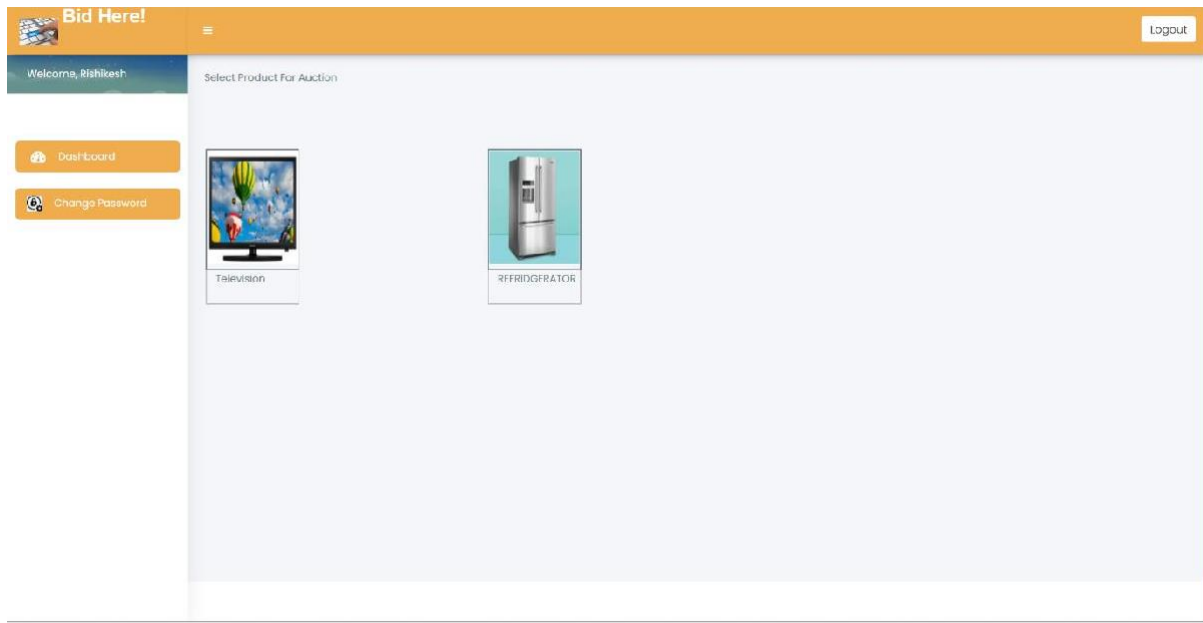 Bid Here!
Logout
Welcome, Rishikesh
Select Product For Auction
Dashboard
Change Password
Television
REFRIDGERATOR